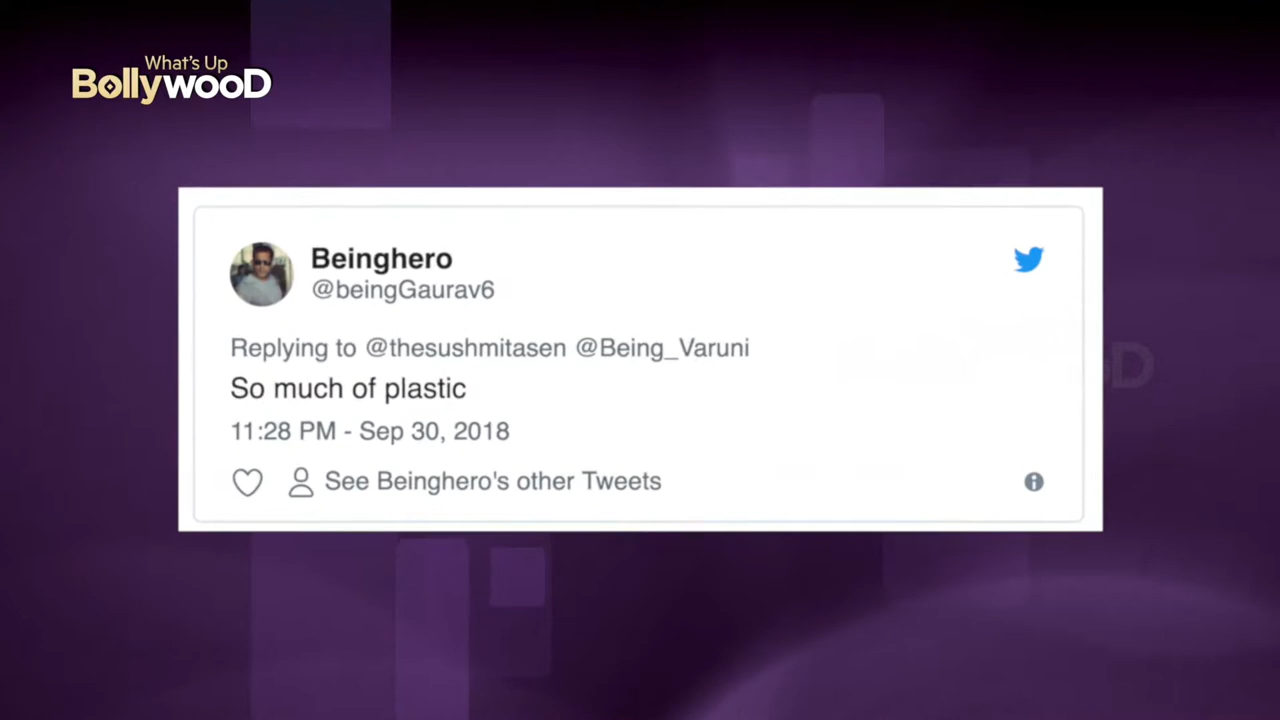 What's Up
BollywooD
Beinghero
@beingGaurav6
Replying to @thesushmitasen @Being_Varuni
So much of plastic
11:28 PM - Sep 30, 2018
See Beinghero's other Tweets